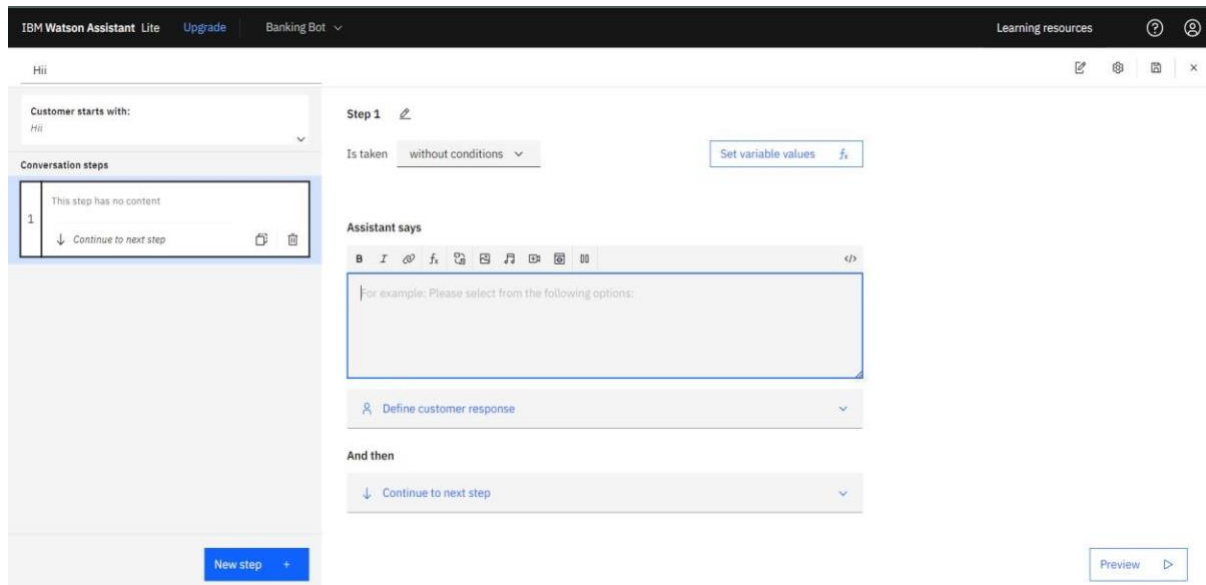 IBM Watson Assistant Lite Upgrade Banking Bot Learning resources
Hii
Customer starts with:
Hii
Conversation steps
1
This step has no content
Continue to next step
New step +
Step 1
Is taken without conditions Set variable values fx
Assistant says
B I fx </>
For example: Please select from the following options:
Define customer response
And then
Continue to next step
Preview